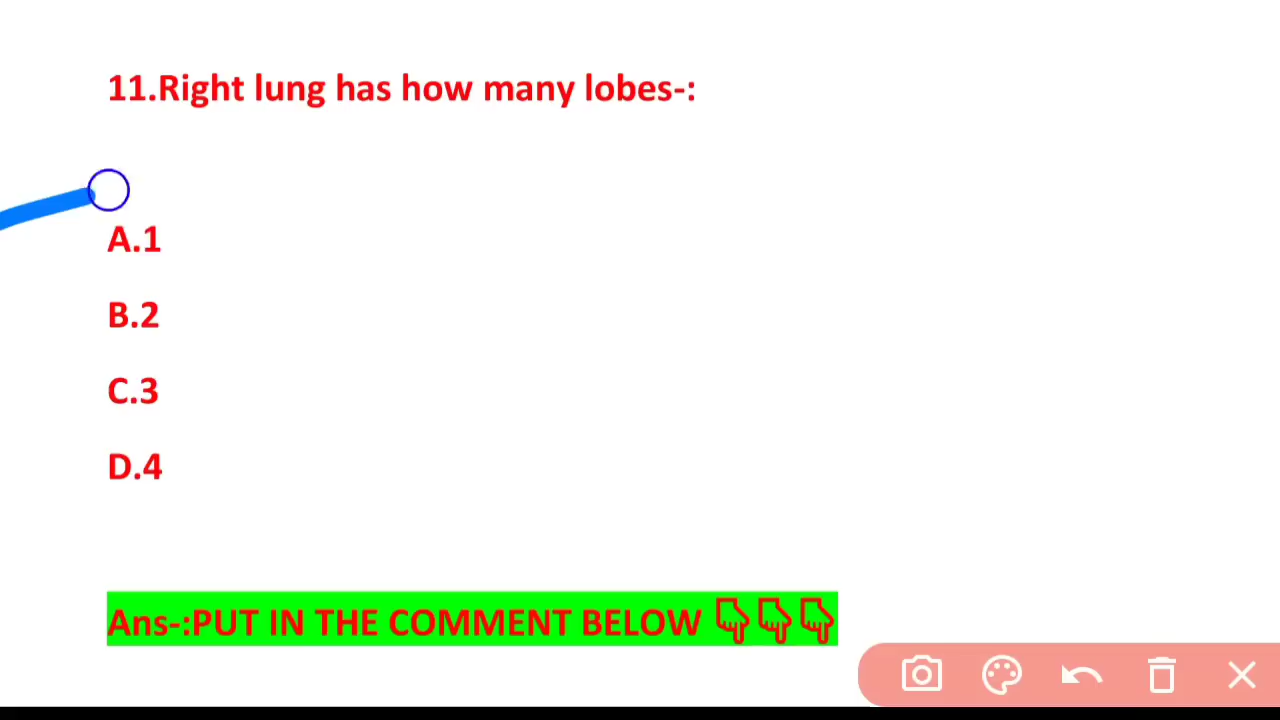 11.Right lung has how many lobes-:
A.1
B.2
C.3
D.4
Ans-:PUT IN THE COMMENT BELOW 👇👇👇